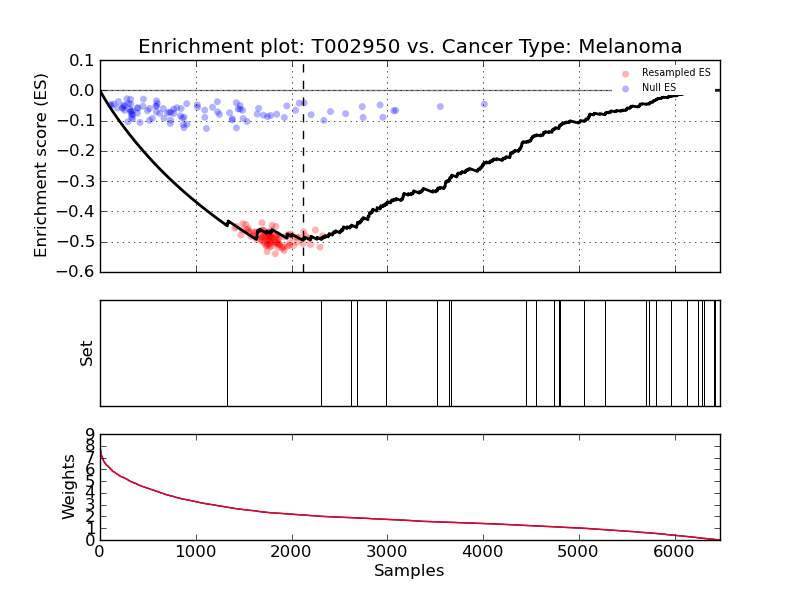 Enrichment plot: T002950 vs. Cancer Type: Melanoma
Enrichment score (ES)
0.1
0.0
−0.1
−0.2
−0.3
−0.4
−0.5
−0.6
Resampled ES
Null ES
Set
Weights
9
8
7
6
5
4
3
2
1
0
0 1000 2000 3000 4000 5000 6000
Samples